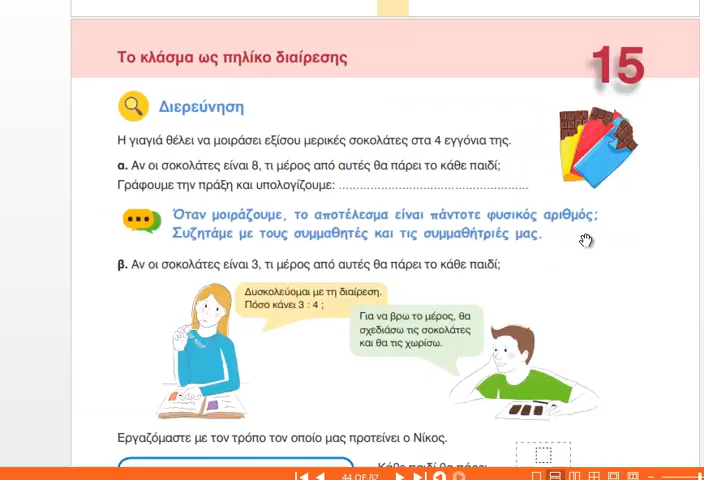 Το κλάσμα ως πηλίκο διαίρεσης
15
Διερεύνηση
Η γιαγιά θέλει να μοιράσει εξίσου μερικές σοκολάτες στα 4 εγγόνια της.
α. Αν οι σοκολάτες είναι 8, τι μέρος από αυτές θα πάρει το κάθε παιδί;
Γράφουμε την πράξη και υπολογίζουμε: ......................................................
Όταν μοιράζουμε, το αποτέλεσμα είναι πάντοτε φυσικός αριθμός;
Συζητάμε με τους συμμαθητές και τις συμμαθήτριές μας.
β. Αν οι σοκολάτες είναι 3, τι μέρος από αυτές θα πάρει το κάθε παιδί;
Δυσκολεύομαι με τη διαίρεση.
Πόσο κάνει 3 : 4 ;
Για να βρω το μέρος, θα
σχεδιάσω τις σοκολάτες
και θα τις χωρίσω.
Εργαζόμαστε με τον τρόπο τον οποίο μας προτείνει ο Νίκος.
Κάθε παιδί θα πάρει
44 OF 82